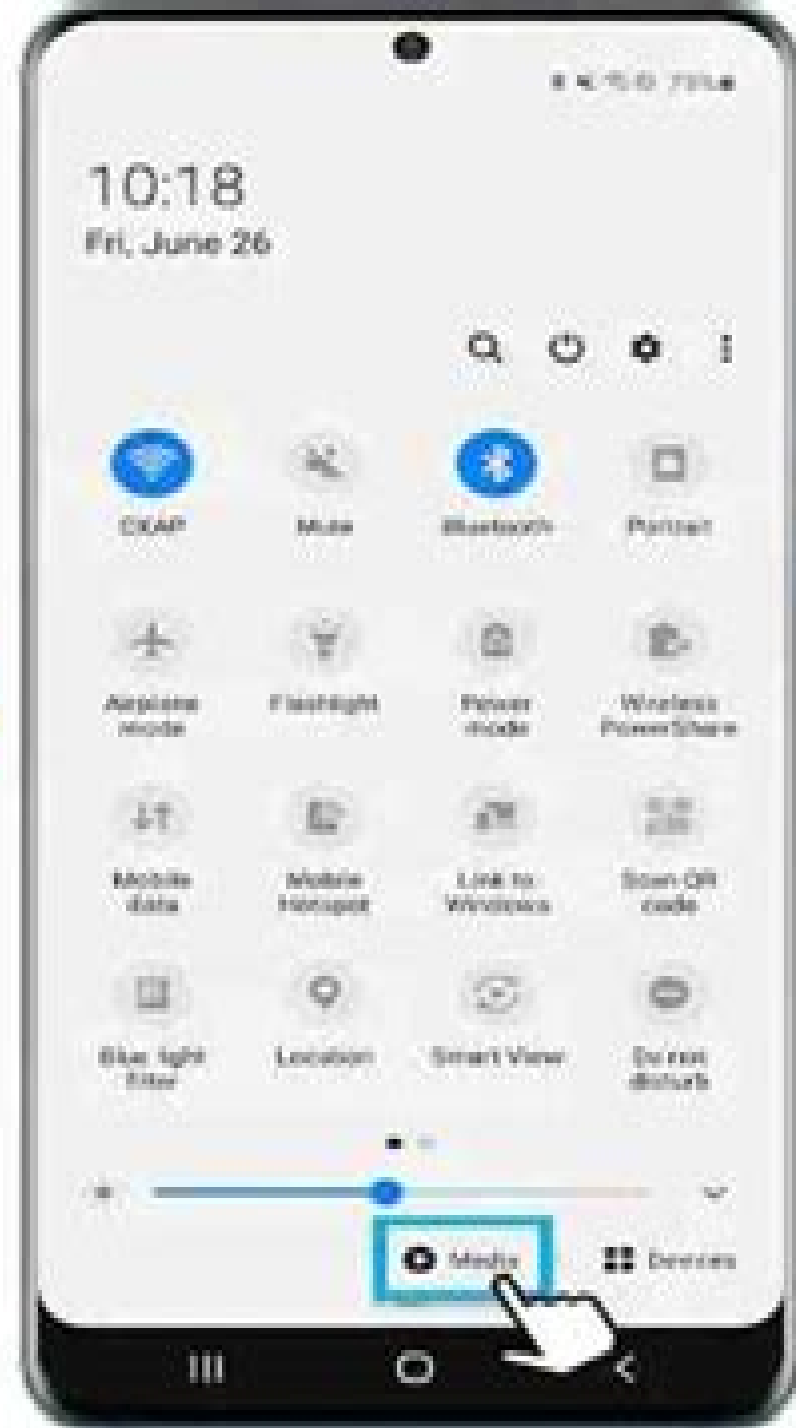 10:18
Fri, June 26
Mute
Bluetooth
Portrait
Airplane
mode
Flashlight
Power
mode
Wireless
PowerShare
Mobile
data
Mobile
Hotspot
Link to
Windows
Scan QR
code
Blue light
filter
Location
Smart View
Do not
disturb
Media
Devices